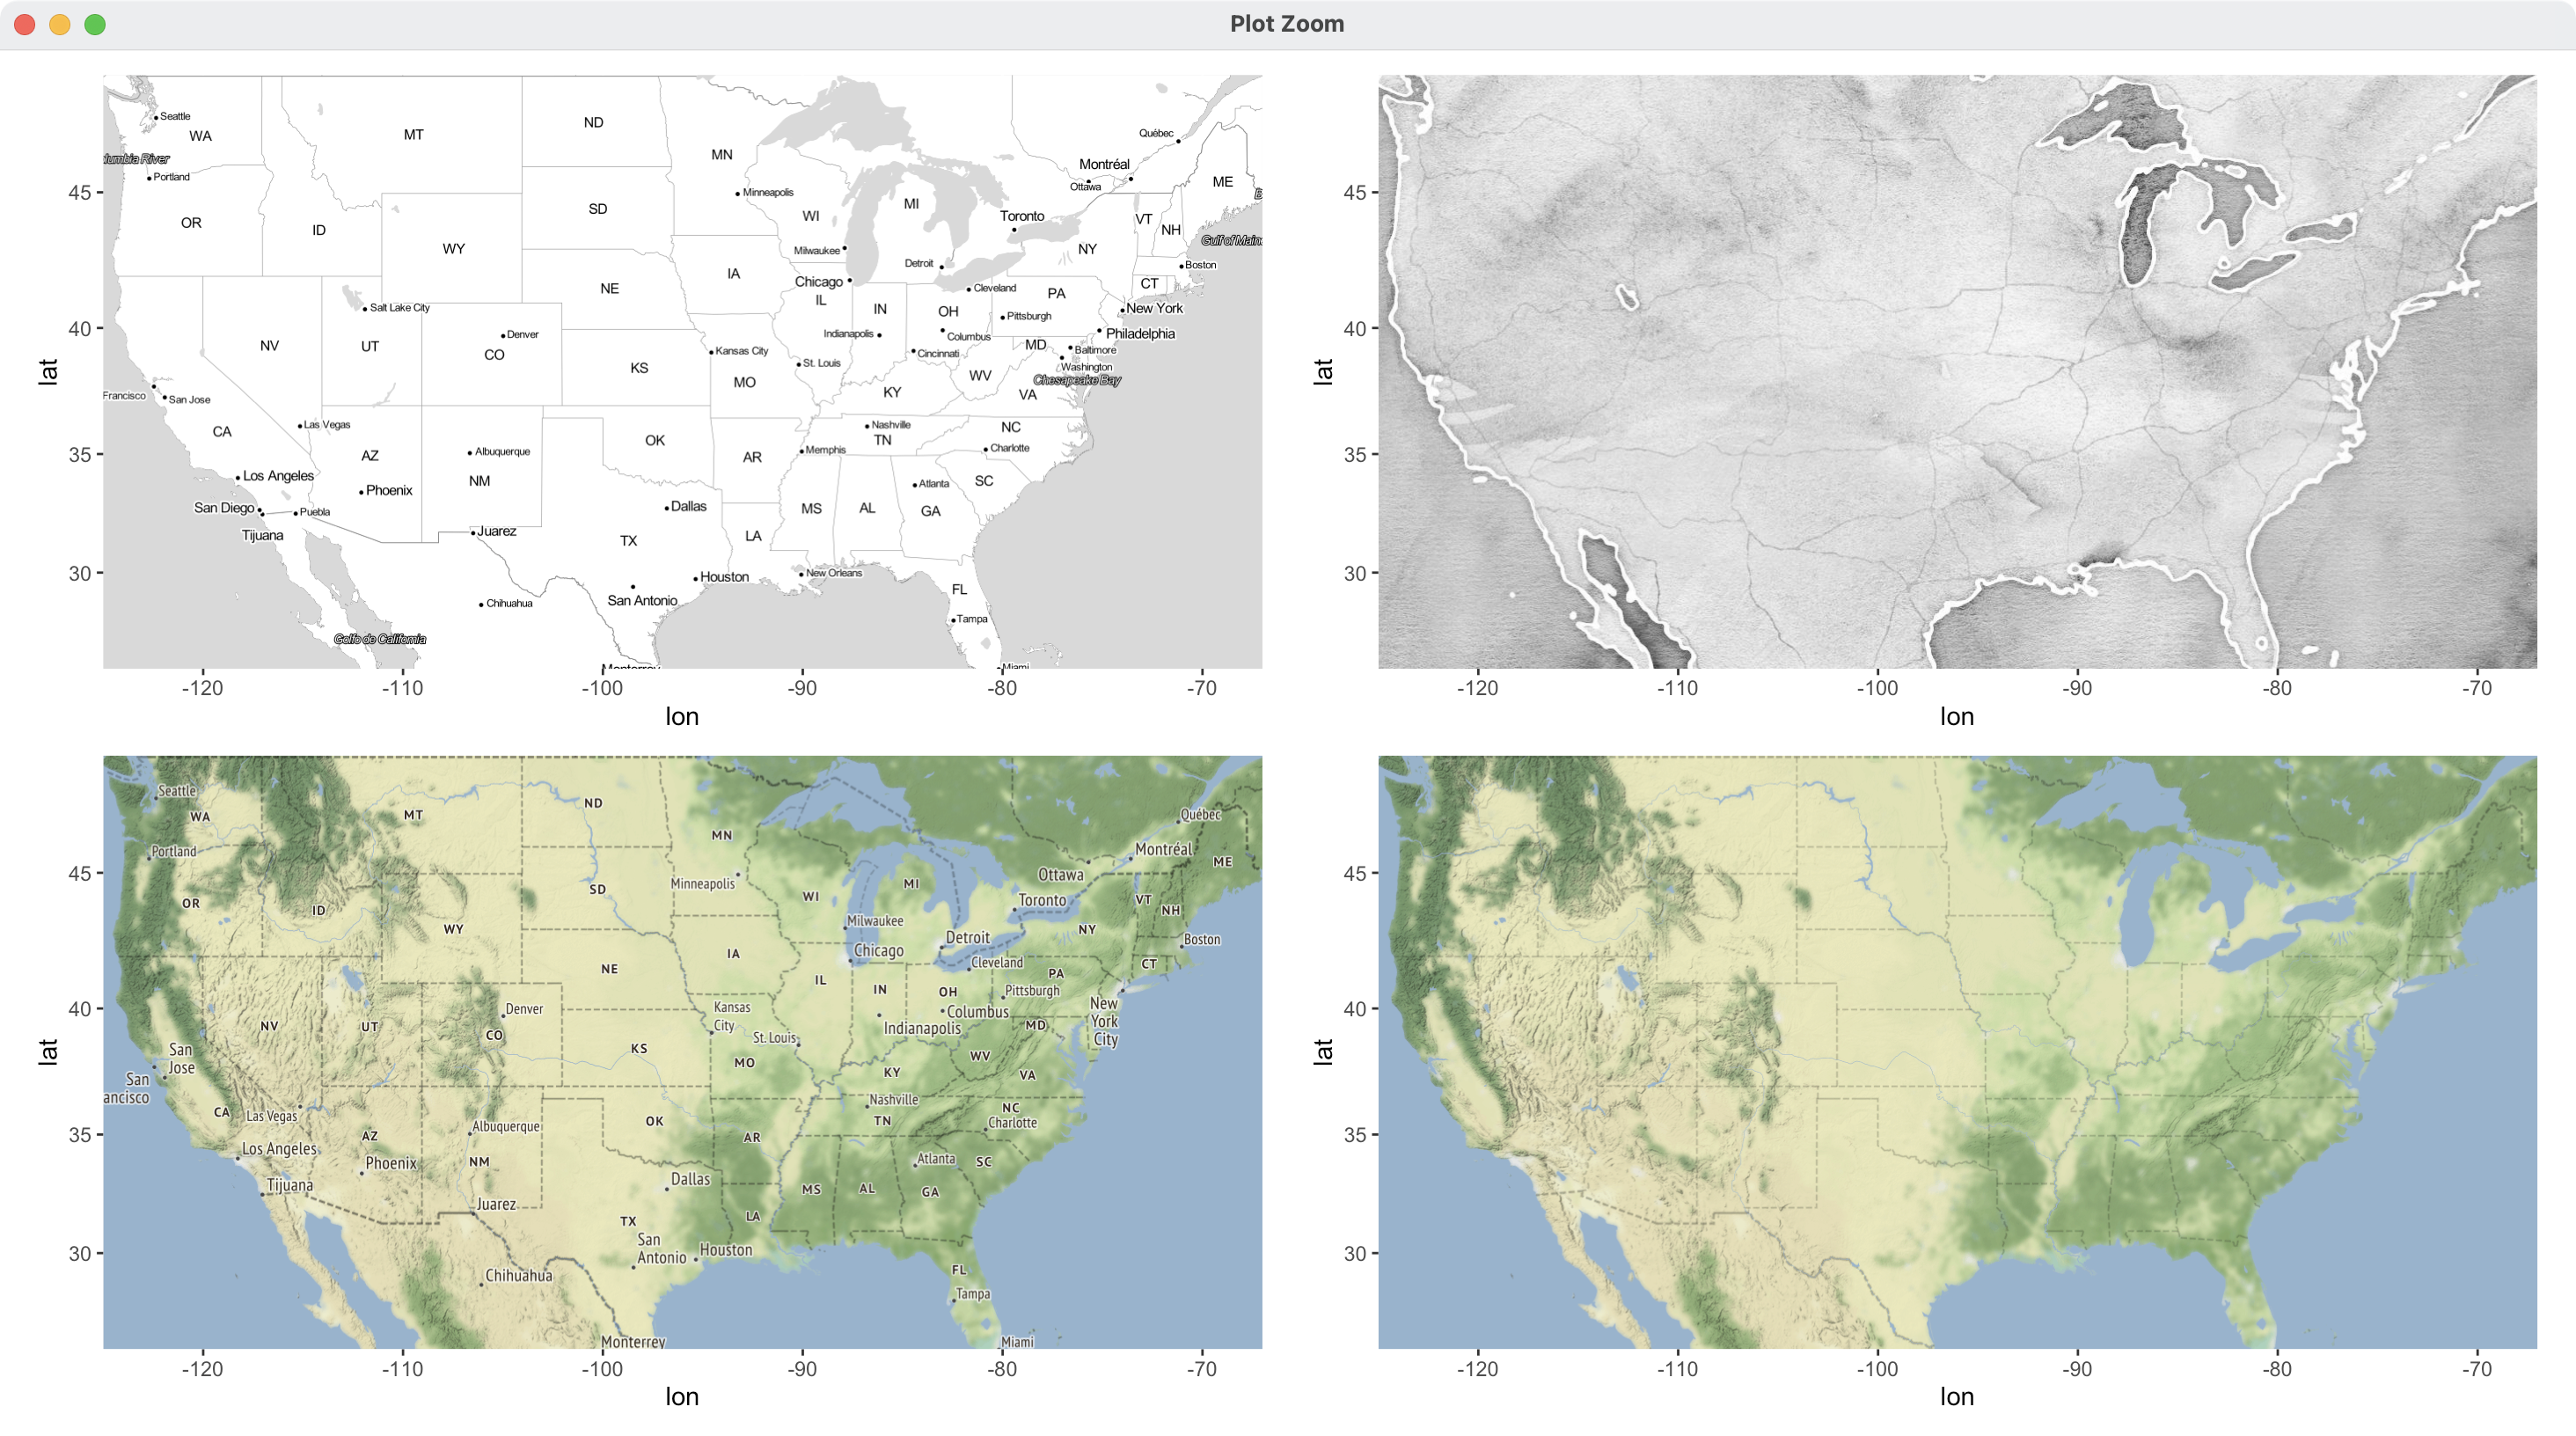 Plot Zoom
Seattle
WA
MT
ND
MN
Québec
lumbia River
Portland
Montréal
Ottawa
ME
45
OR
ID
WY
SD
Minneapolis
WI
MI
Toronto
VT
NH
NY
Gulf of Main
Milwaukee
Detroit
Boston
IA
Chicago
Cleveland
CT
NE
IL
IN
OH
PA
Salt Lake City
Pittsburgh
New York
40
NV
UT
Denver
CO
Indianapolis
Columbus
Philadelphia
MD
Baltimore
Kansas City
Cincinnati
Washington
KS
St. Louis
WV
Chesapeake Bay
MO
KY
VA
Francisco
San Jose
CA
Las Vegas
Nashville
NC
OK
TN
35
AZ
Albuquerque
AR
Memphis
Charlotte
Los Angeles
NM
SC
Phoenix
Atlanta
San Diego
Puebla
Dallas
MS
AL
GA
Tijuana
Juarez
TX
LA
30
Houston
New Orleans
Chihuahua
San Antonio
FL
Tampa
Golfo de California
Monterrey
Miami
lat
-120
-110
-100
-90
-80
-70
lon
45
40
lat
35
30
-120
-110
-100
-90
-80
-70
lon
Seattle
WA
MT
ND
MN
Québec
Portland
Montréal
ME
45
Ottawa
OR
ID
WY
SD
Minneapolis
WI
MI
Toronto
VT
NH
NY
Milwaukee
Detroit
Boston
IA
Chicago
Cleveland
CT
NE
IL
IN
OH
PA
Pittsburgh
40
Denver
Kansas
City
Columbus
New
York
City
NV
UT
CO
St. Louis
Indianapolis
MD
lat
San
Jose
KS
MO
WV
KY
VA
San
ancisco
CA
Las Vegas
Nashville
NC
35
Albuquerque
OK
TN
Charlotte
AZ
AR
Los Angeles
NM
Atlanta
SC
Phoenix
Dallas
MS
AL
GA
Tijuana
Juarez
LA
TX
30
San
Antonio
Houston
Chihuahua
FL
Tampa
Monterrey
Miami
-120
-110
-100
-90
-80
-70
lon
45
40
lat
35
30
-120
-110
-100
-90
-80
-70
lon